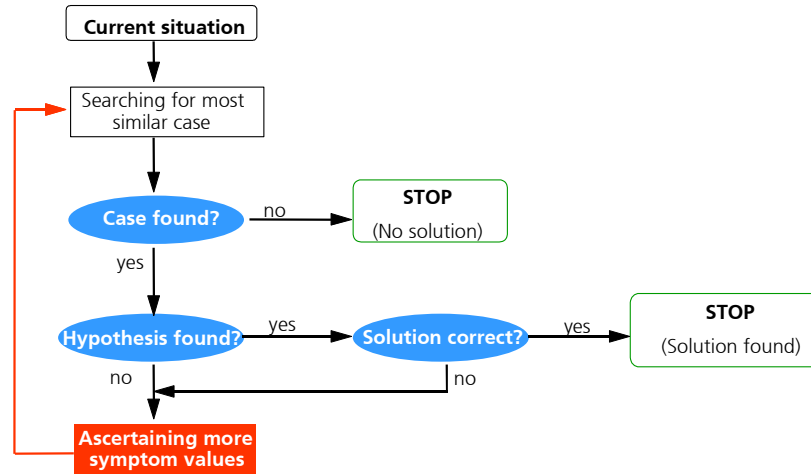 Current situation
Searching for most
similar case
Case found?
no
STOP
(No solution)
yes
Hypothesis found?
yes
Solution correct?
yes
STOP
(Solution found)
no
no
Ascertaining more
symptom values